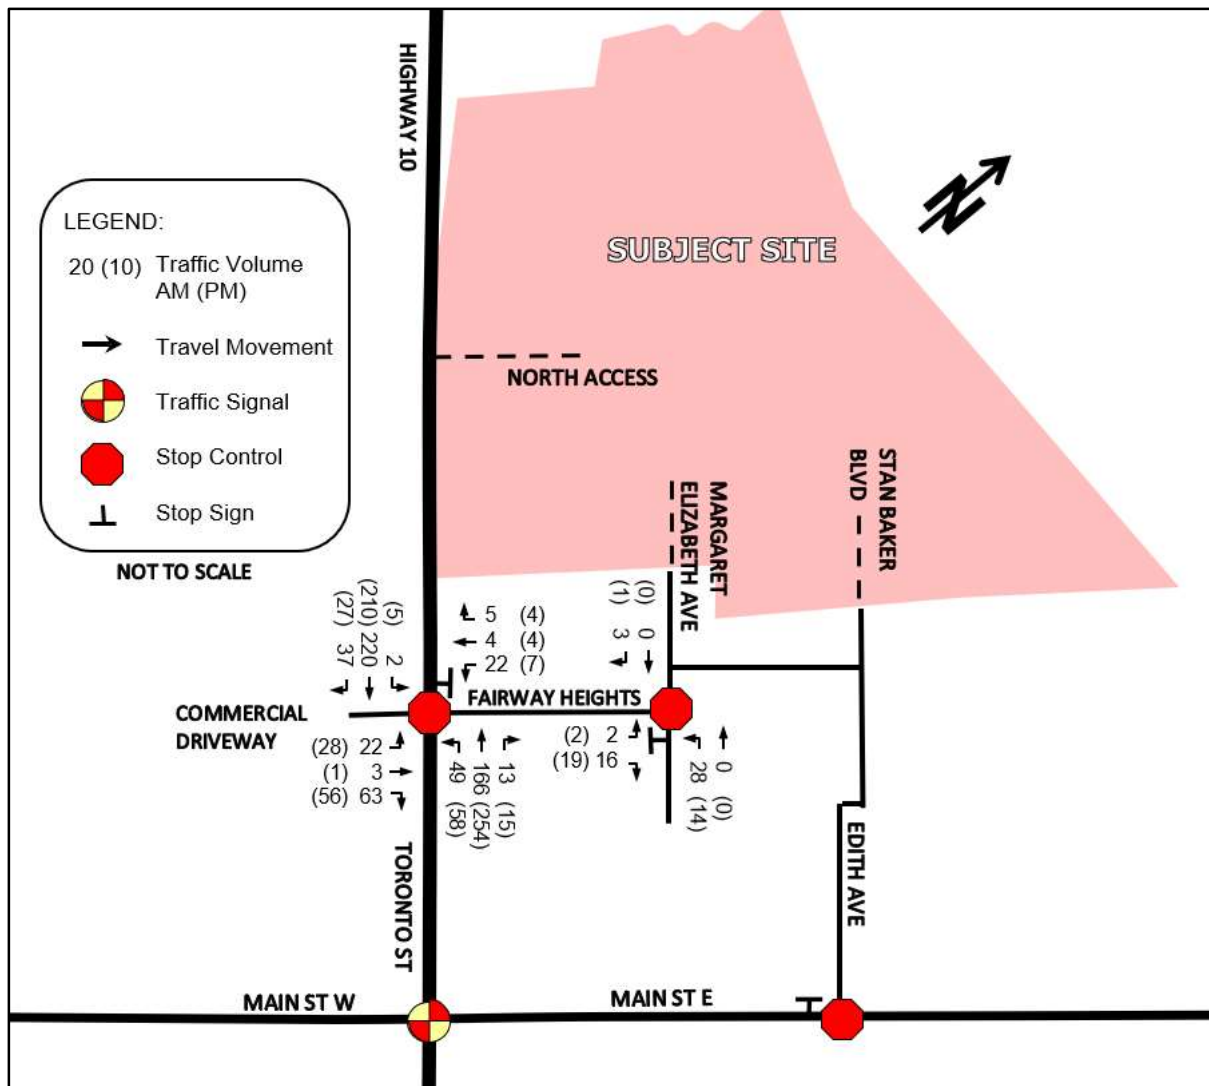 HIGHWAY 10
N
LEGEND:
20 (10) Traffic Volume
AM (PM)
Travel Movement
Traffic Signal
Stop Control
Stop Sign
NOT TO SCALE
SUBJECT SITE
NORTH ACCESS
MARGARET
ELIZABETH AVE
STAN BAKER
BLVD
(27) 37
(210) 220
(5) 2
5 (4)
4 (4)
22 (7)
(1) 3
(0) 0
FAIRWAY HEIGHTS
COMMERCIAL
DRIVEWAY
(28) 22
(1) 3
(56) 63
49 (58)
166 (254)
13 (15)
(2) 2
(19) 16
28 (14)
0 (0)
TORONTO ST
EDITH AVE
MAIN ST W
MAIN ST E